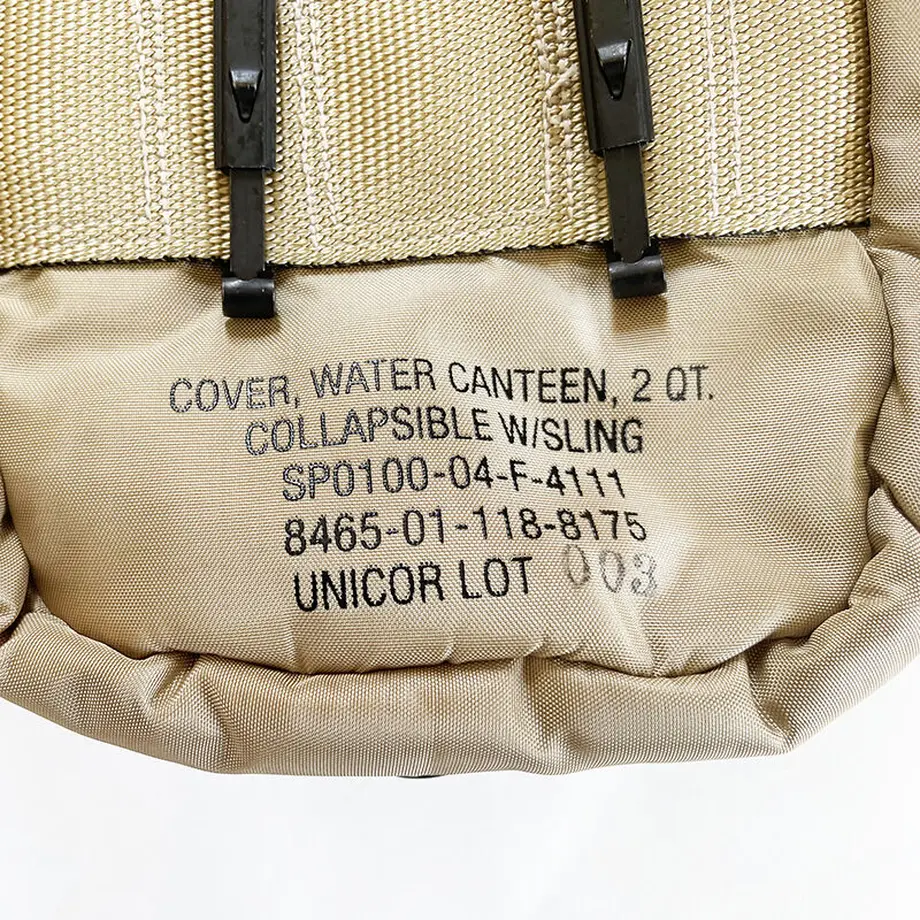 COVER, WATER CANTEEN, 2 QT.
COLLAPSIBLE W/SLING
SP0100-04-F-4111
8465-01-118-8175
UNICOR LOT 003